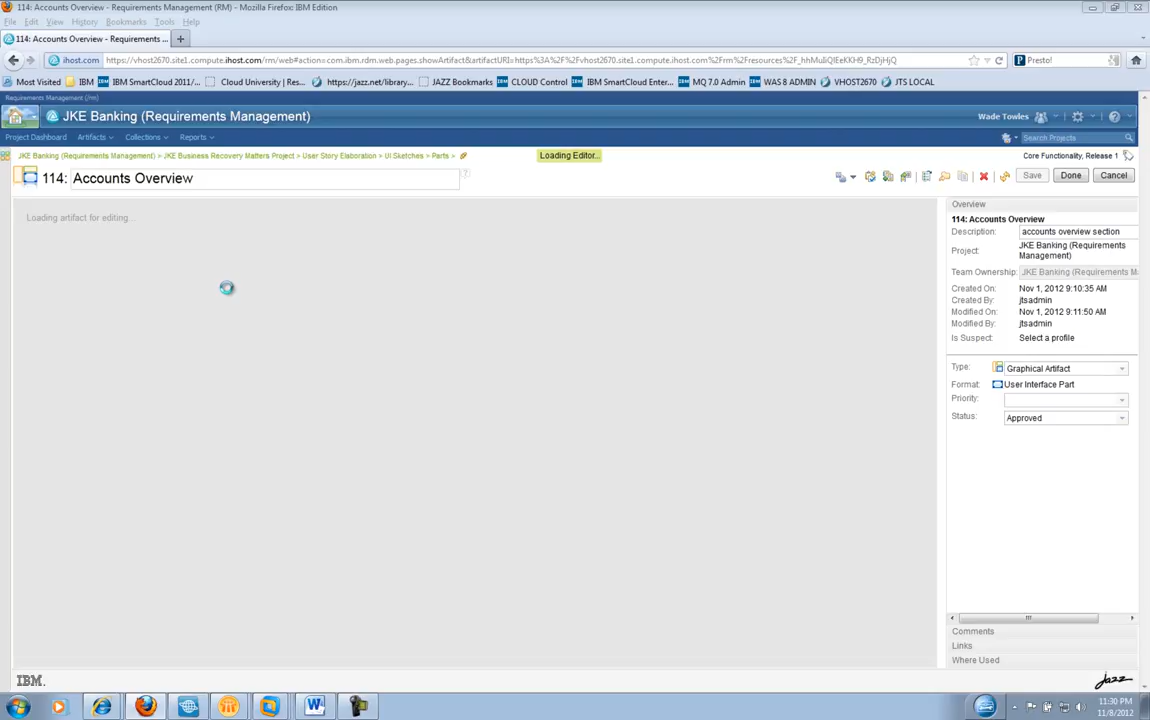 114: Accounts Overview - Requirements Management (RM) - Mozilla Firefox: IBM Edition
File Edit View History Bookmarks Tools Help
114: Accounts Overview - Requirements ...
ihost.com
Presto!
Most Visited IBM IBM SmartCloud 2011/... Cloud University | Res... https://jazz.net/library... JAZZ Bookmarks CLOUD Control IBM SmartCloud Enter... MQ 7.0 Admin WAS 8 ADMIN VHOST2670 JTS LOCAL
Requirements Management (/rm)
JKE Banking (Requirements Management)
Wade Towles
Project Dashboard Artifacts Collections Reports
Search Projects
JKE Banking (Requirements Management) > JKE Business Recovery Matters Project > User Story Elaboration > UI Sketches > Parts >
Loading Editor...
Core Functionality, Release 1
114: Accounts Overview
Save Done Cancel
Loading artifact for editing...
Overview
114: Accounts Overview
Description: accounts overview section
Project: JKE Banking (Requirements
Management)
Team Ownership: JKE Banking (Requirements M
Created On: Nov 1, 2012 9:10:35 AM
Created By: jtsadmin
Modified On: Nov 1, 2012 9:11:50 AM
Modified By: jtsadmin
Is Suspect: Select a profile
Type: Graphical Artifact
Format: User Interface Part
Priority:
Status: Approved
Comments
Links
Where Used
IBM.
jazz
11:30 PM
11/8/2012